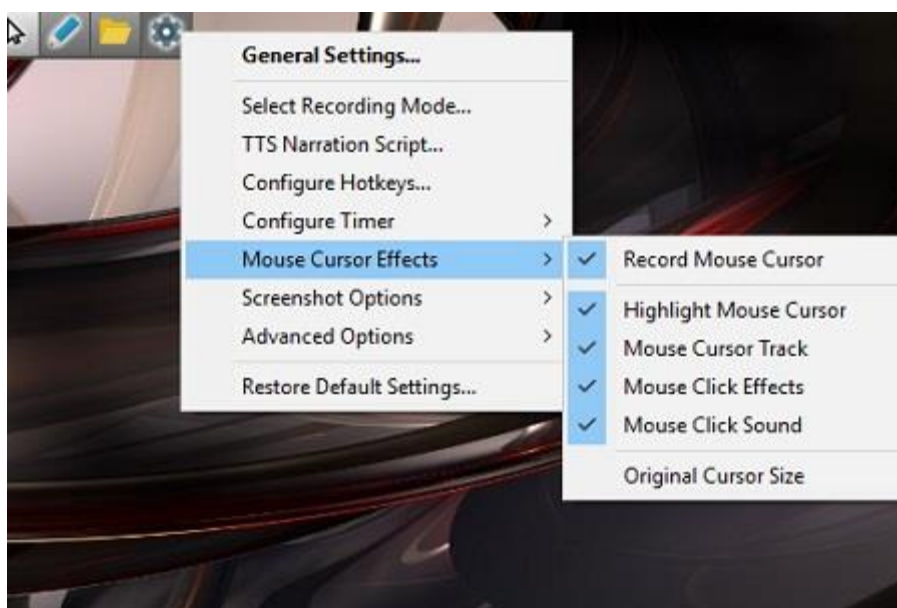 General Settings...
Select Recording Mode...
TTS Narration Script...
Configure Hotkeys...
Configure Timer
Mouse Cursor Effects
Screenshot Options
Advanced Options
Restore Default Settings...
Record Mouse Cursor
Highlight Mouse Cursor
Mouse Cursor Track
Mouse Click Effects
Mouse Click Sound
Original Cursor Size